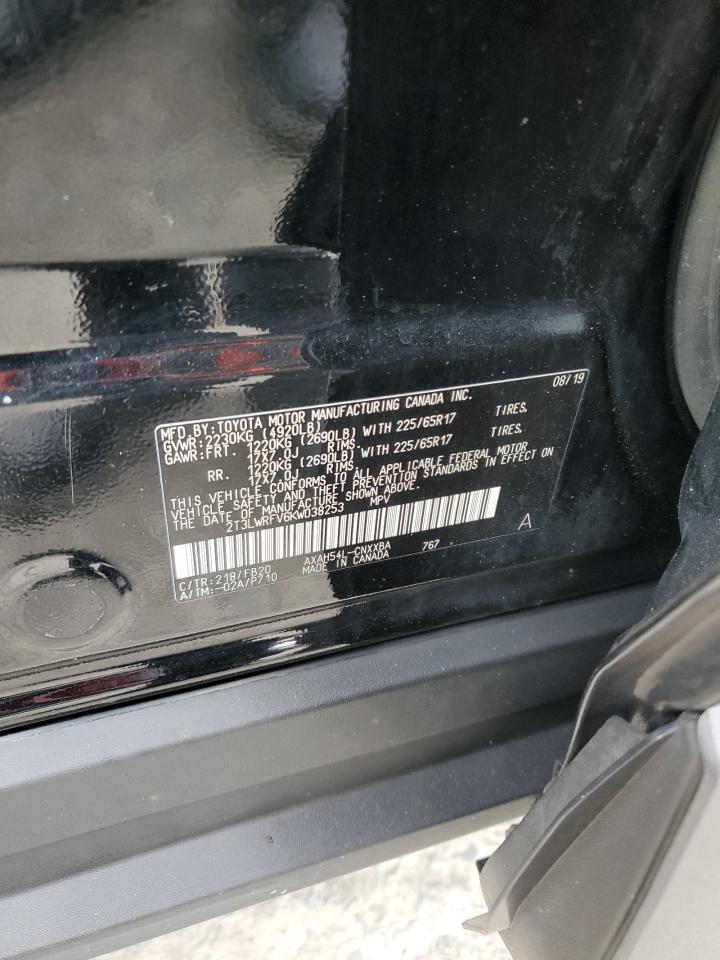 MFD.BY:TOYOTA MOTOR MANUFACTURING CANADA INC. 08/19
GVWR:2230KG (4920LB)
GAWR:FRT. 1220KG (2690LB) WITH 225/65R17 TIRES.
17X7.0J RIMS
RR. 1220KG (2690LB) WITH 225/65R17 TIRES.
17X7.0J RIMS.
THIS VEHICLE CONFORMS TO ALL APPLICABLE FEDERAL MOTOR
VEHICLE SAFETY AND THEFT PREVENTION STANDARDS IN EFFECT ON
THE DATE OF MANUFACTURE SHOWN ABOVE.
2T3LWRFV6KW038253 MPV
A
C/TR:218/FB20 AXAH54L-CNXXBA 767
A/TM:-02A/P710 MADE IN CANADA